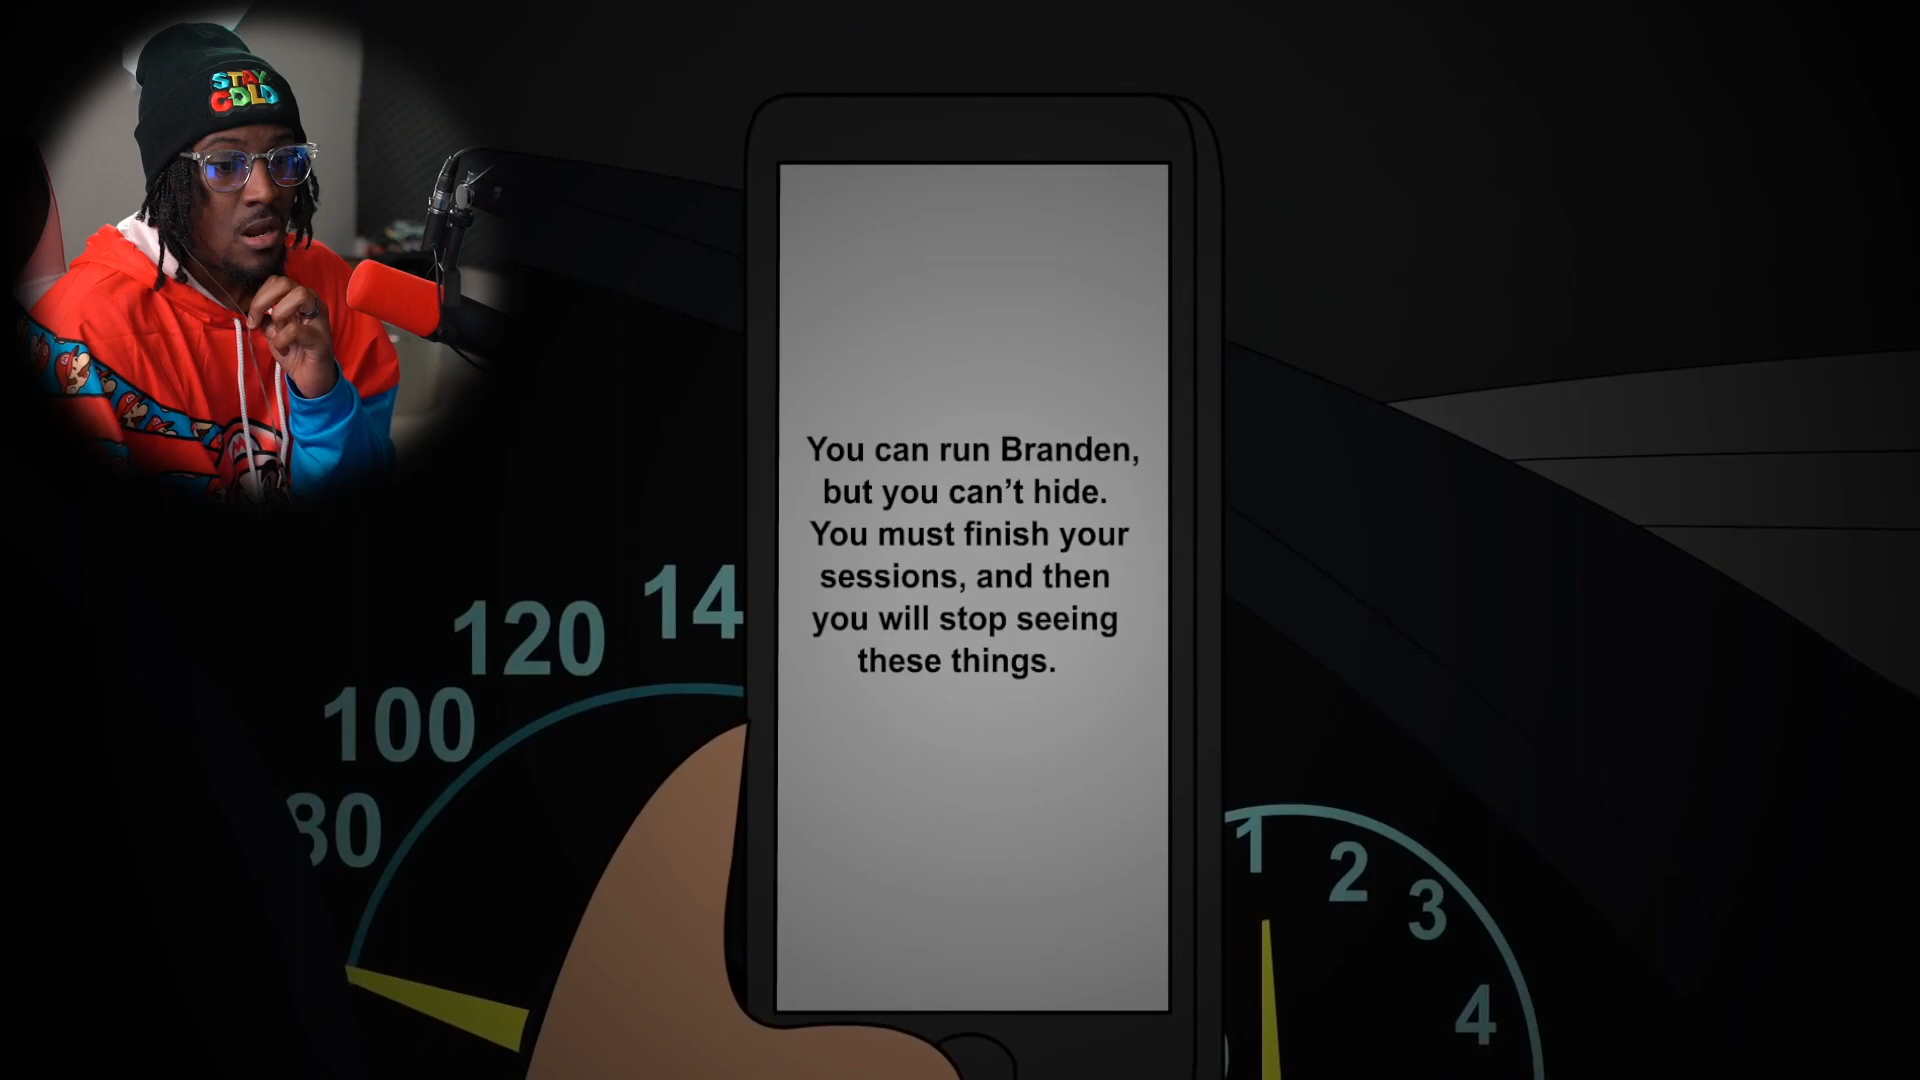 STAY
COLD
You can run Branden,
but you can't hide.
You must finish your
sessions, and then
you will stop seeing
these things.
14
120
100
80
1
2
3
4